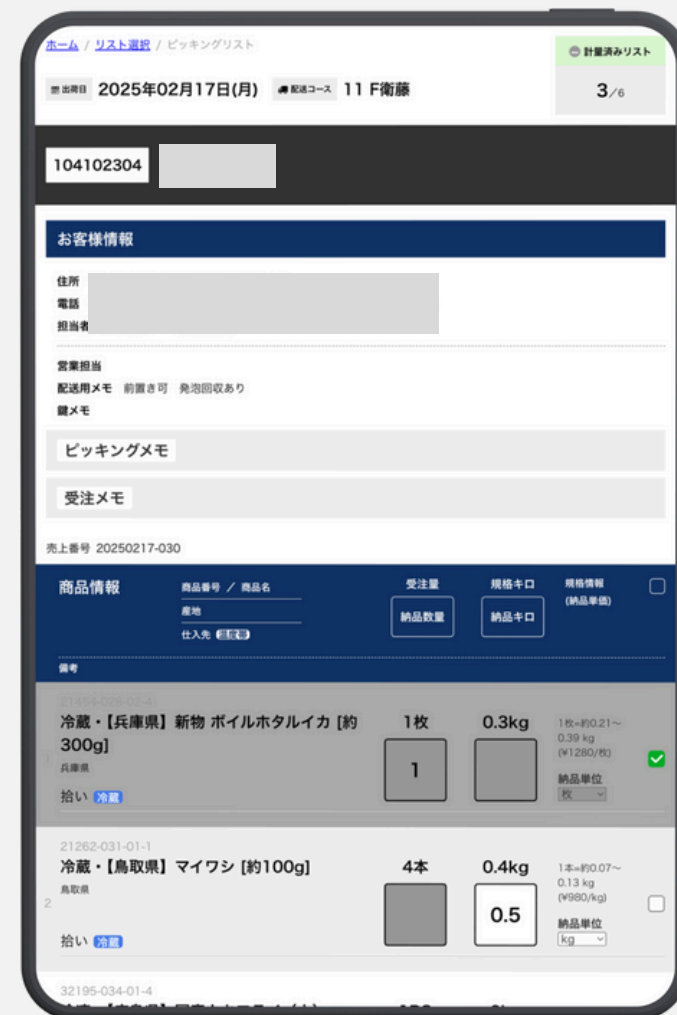 ホーム / リスト選択 / ピッキングリスト
計量済みリスト
出荷日 2025年02月17日(月) 配送コース 11 F衛藤
3/6
104102304
お客様情報
住所
電話
担当者
営業担当
配送用メモ 前置き可 発泡回収あり
鍵メモ
ピッキングメモ
受注メモ
売上番号 20250217-030
商品情報 商品番号 / 商品名 受注量 規格キロ 規格情報
(納品単価)
産地 納品数量 納品キロ
仕入先 温度帯
備考
21454-028-02-4
冷蔵・【兵庫県】新物 ボイルホタルイカ [約 1枚 0.3kg 1枚=約0.21〜
300g] 0.39 kg
(¥1280/枚)
1
兵庫県 1 納品単位
拾い 冷蔵 枚
21262-031-01-1
冷蔵・【鳥取県】マイワシ [約100g] 4本 0.4kg 1本=約0.07〜
0.13 kg
鳥取県 (¥980/kg)
2 0.5 納品単位
拾い 冷蔵 kg
32195-034-01-4